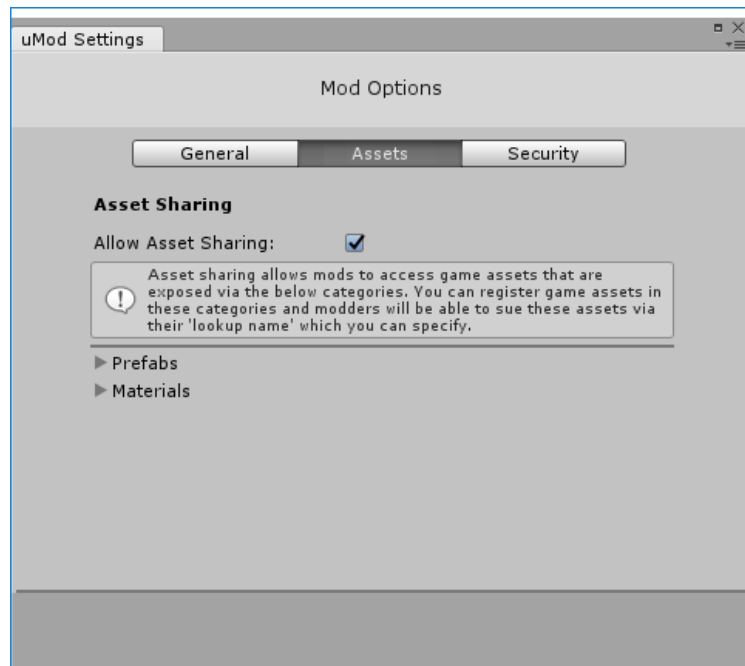 uMod Settings
Mod Options
General Assets Security
Asset Sharing
Allow Asset Sharing:
Asset sharing allows mods to access game assets that are
exposed via the below categories. You can register game assets in
these categories and modders will be able to sue these assets via
their 'lookup name' which you can specify.
Prefabs
Materials